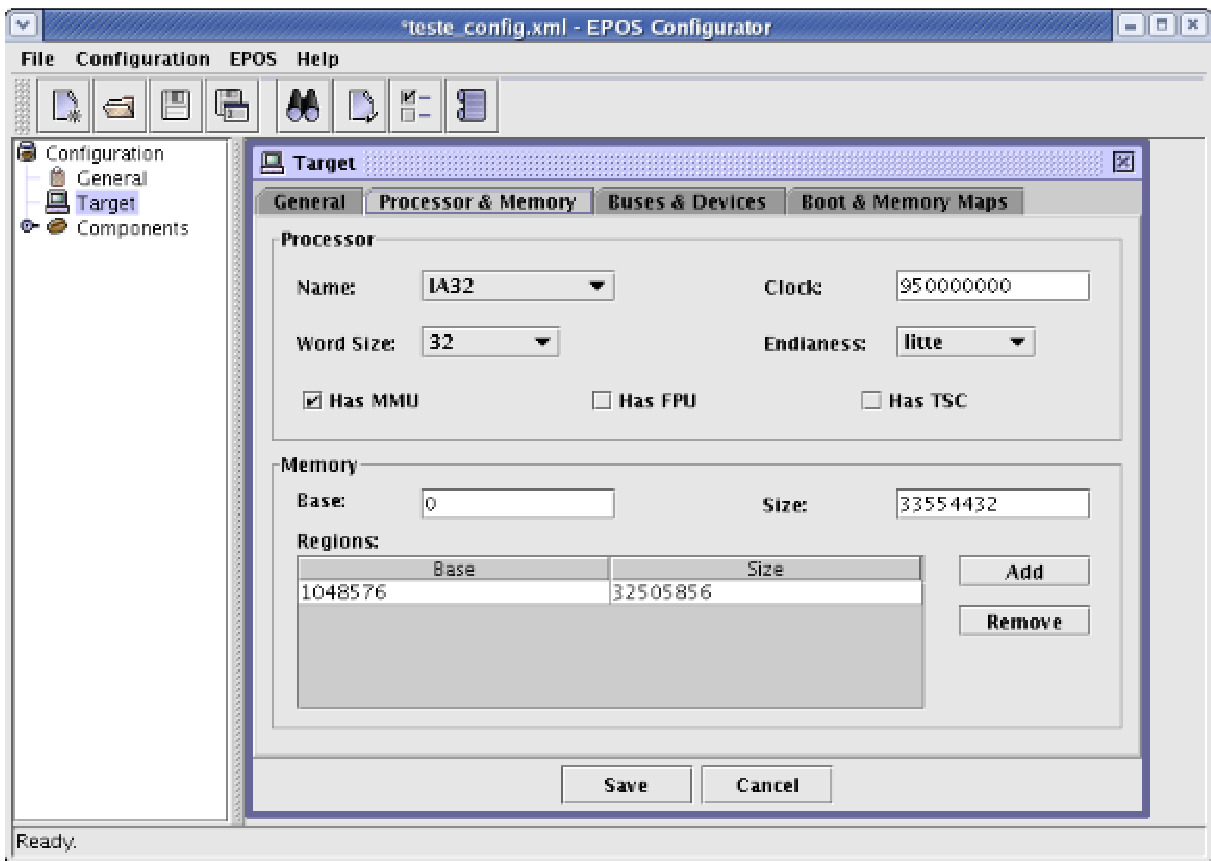 *teste_config.xml - EPOS Configurator
File Configuration EPOS Help
Configuration
General
Target
Components
Target
General Processor & Memory Buses & Devices Boot & Memory Maps
Processor
Name: IA32 Clock: 950000000
Word Size: 32 Endianess: litte
Has MMU Has FPU Has TSC
Memory
Base: 0 Size: 33554432
Regions:
Base Size
1048576 32505856
Add
Remove
Save Cancel
Ready.